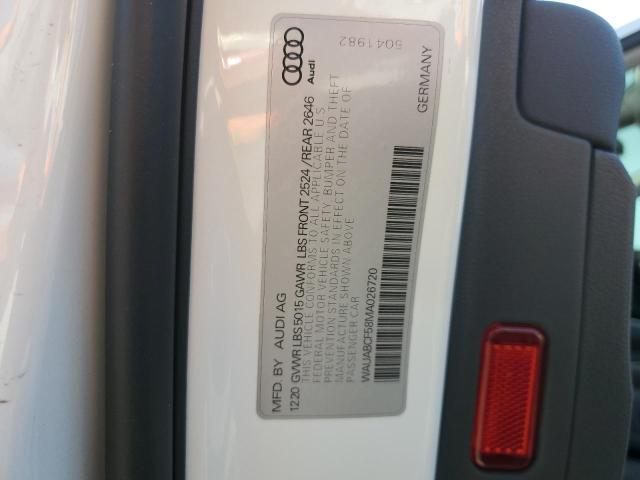 MFD. BY AUDI AG
Audi
12.20 GVWR LBS 5015 GAWR LBS FRONT 2524 / REAR 2646
THIS VEHICLE CONFORMS TO ALL APPLICABLE U.S.
FEDERAL MOTOR VEHICLE SAFETY, BUMPER AND THEFT
PREVENTION STANDARDS IN EFFECT ON THE DATE OF
MANUFACTURE SHOWN ABOVE
PASSENGER CAR
WAUABCF58MA026720
GERMANY
5041982